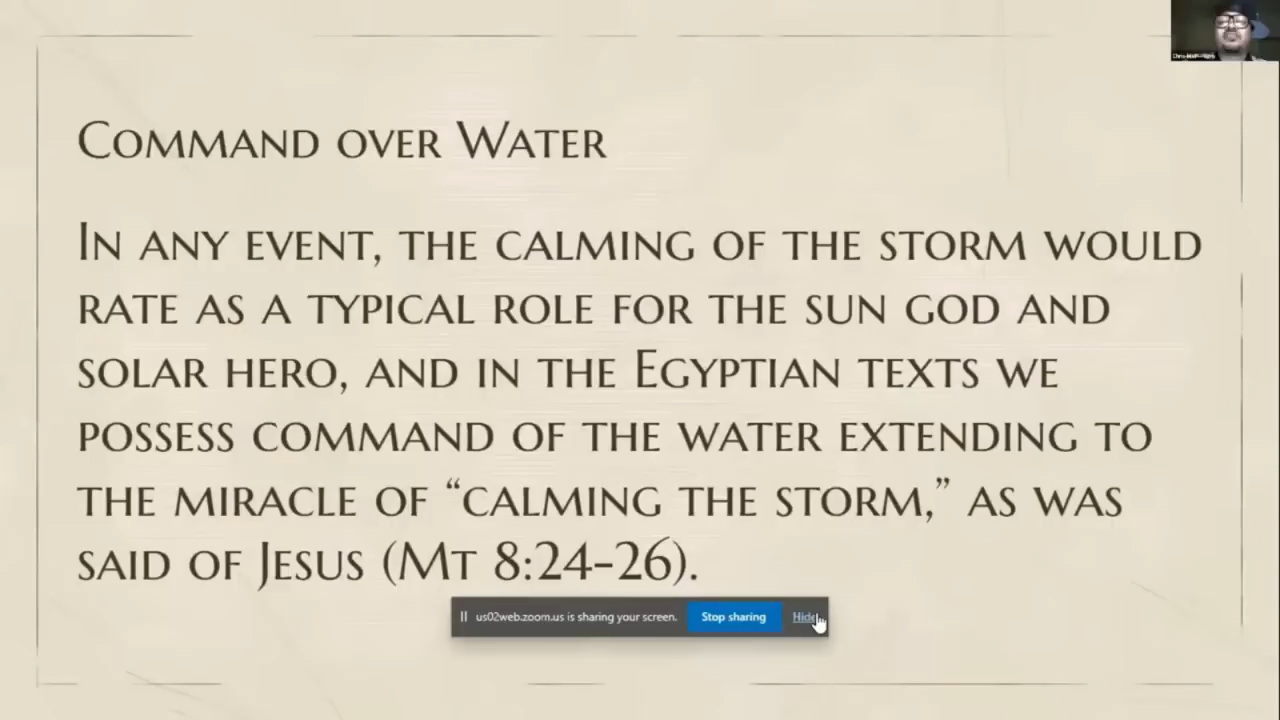 Command over Water
In any event, the calming of the storm would
rate as a typical role for the sun god and
solar hero, and in the Egyptian texts we
possess command of the water extending to
the miracle of “calming the storm,” as was
said of Jesus (Mt 8:24-26).
us02web.zoom.us is sharing your screen. Stop sharing Hide